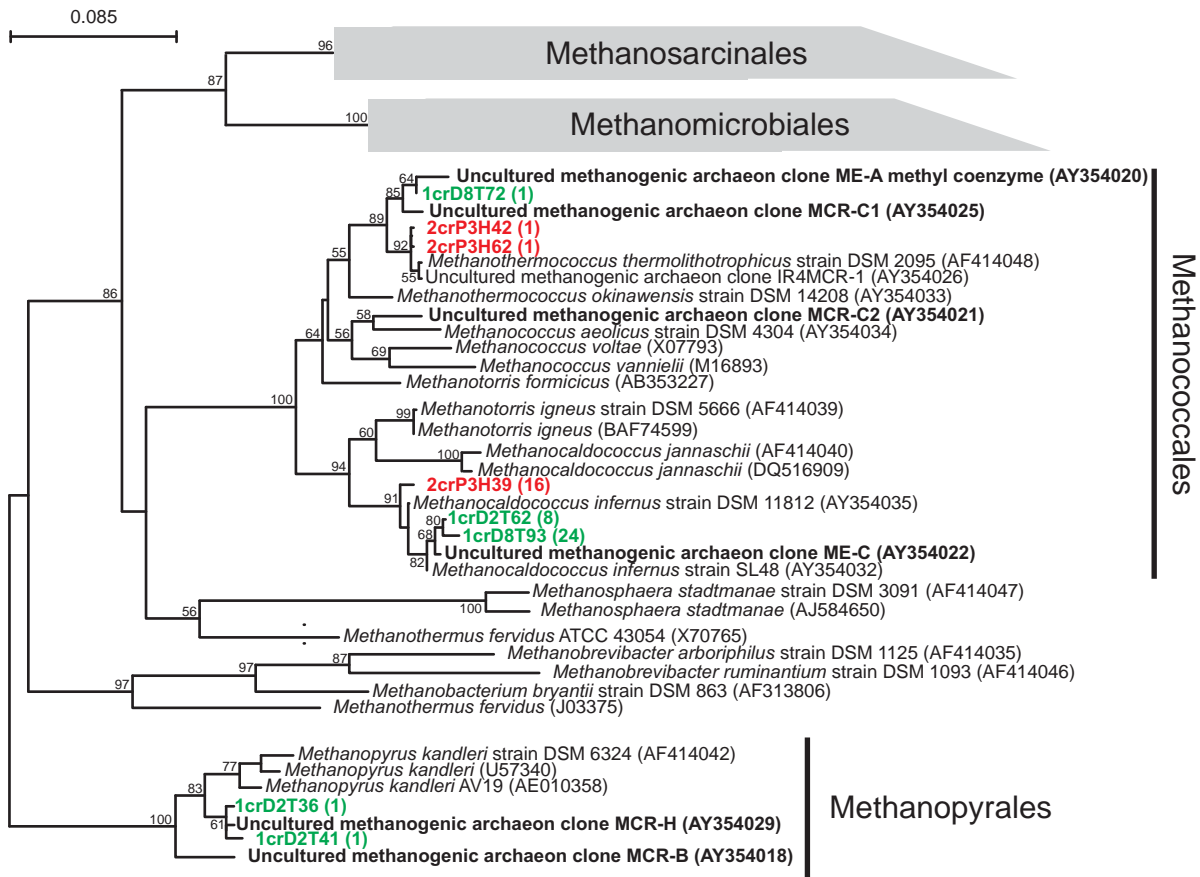 0.085
96
Methanosarcinales
87
100
Methanomicrobiales
64
Uncultured methanogenic archaeon clone ME-A methyl coenzyme (AY354020)
85
1crD8T72 (1)
Uncultured methanogenic archaeon clone MCR-C1 (AY354025)
89
2crP3H42 (1)
92
2crP3H62 (1)
55
Methanothermococcus thermolithotrophicus strain DSM 2095 (AF414048)
55
Uncultured methanogenic archaeon clone IR4MCR-1 (AY354026)
Methanothermococcus okinawensis strain DSM 14208 (AY354033)
86
58
Uncultured methanogenic archaeon clone MCR-C2 (AY354021)
64
56
Methanococcus aeolicus strain DSM 4304 (AY354034)
69
Methanococcus voltae (X07793)
Methanococcus vannielii (M16893)
Methanotorris formicicus (AB353227)
100
99
Methanotorris igneus strain DSM 5666 (AF414039)
Methanotorris igneus (BAF74599)
60
100
Methanocaldococcus jannaschii (AF414040)
94
Methanocaldococcus jannaschii (DQ516909)
2crP3H39 (16)
91
Methanocaldococcus infernus strain DSM 11812 (AY354035)
80
1crD2T62 (8)
68
1crD8T93 (24)
82
Uncultured methanogenic archaeon clone ME-C (AY354022)
Methanocaldococcus infernus strain SL48 (AY354032)
Methanococcales
Methanosphaera stadtmanae strain DSM 3091 (AF414047)
56
100
Methanosphaera stadtmanae (AJ584650)
Methanothermus fervidus ATCC 43054 (X70765)
87
Methanobrevibacter arboriphilus strain DSM 1125 (AF414035)
97
Methanobrevibacter ruminantium strain DSM 1093 (AF414046)
97
Methanobacterium bryantii strain DSM 863 (AF313806)
Methanothermus fervidus (J03375)
Methanopyrus kandleri strain DSM 6324 (AF414042)
77
Methanopyrus kandleri (U57340)
83
Methanopyrus kandleri AV19 (AE010358)
1crD2T36 (1)
100
61
Uncultured methanogenic archaeon clone MCR-H (AY354029)
1crD2T41 (1)
Uncultured methanogenic archaeon clone MCR-B (AY354018)
Methanopyrales